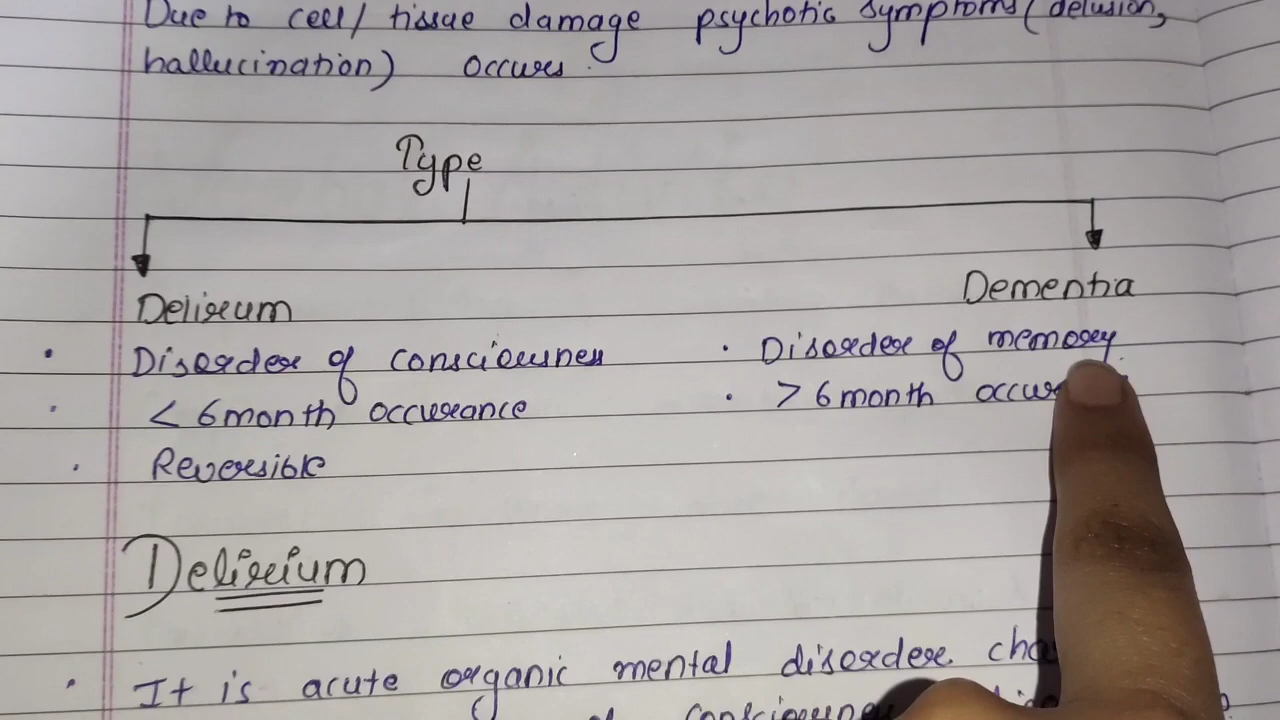 Due to cell/ tissue damage psychotic symptoms (delusion,
hallucination) occurs.
Type
Delirium
Dementia
Disorder of consciousness
Disorder of memory
< 6 month occurance
> 6 month
Reversible
Delirium
It is acute organic mental disorder